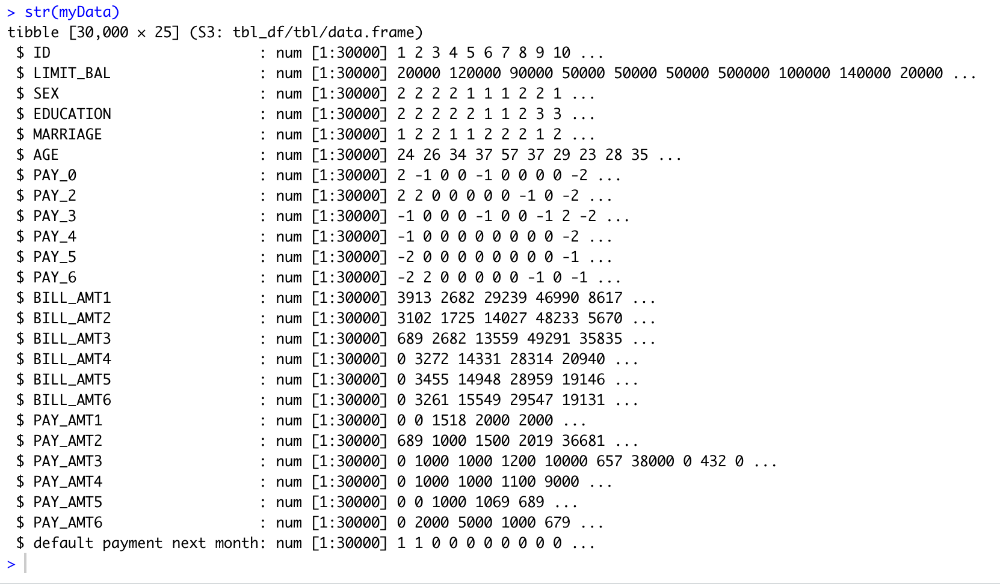 > str(myData)
tibble [30,000 × 25] (S3: tbl_df/tbl/data.frame)
 $ ID                        : num [1:30000] 1 2 3 4 5 6 7 8 9 10 ...
 $ LIMIT_BAL                 : num [1:30000] 20000 120000 90000 50000 50000 50000 500000 100000 140000 20000 ...
 $ SEX                       : num [1:30000] 2 2 2 2 1 1 1 2 2 1 ...
 $ EDUCATION                 : num [1:30000] 2 2 2 2 2 1 1 2 3 3 ...
 $ MARRIAGE                  : num [1:30000] 1 2 2 1 1 2 2 2 1 2 ...
 $ AGE                       : num [1:30000] 24 26 34 37 57 37 29 23 28 35 ...
 $ PAY_0                     : num [1:30000] 2 -1 0 0 -1 0 0 0 0 -2 ...
 $ PAY_2                     : num [1:30000] 2 2 0 0 0 0 0 -1 0 -2 ...
 $ PAY_3                     : num [1:30000] -1 0 0 0 -1 0 0 -1 2 -2 ...
 $ PAY_4                     : num [1:30000] -1 0 0 0 0 0 0 0 0 -2 ...
 $ PAY_5                     : num [1:30000] -2 0 0 0 0 0 0 0 0 -1 ...
 $ PAY_6                     : num [1:30000] -2 2 0 0 0 0 0 -1 0 -1 ...
 $ BILL_AMT1                 : num [1:30000] 3913 2682 29239 46990 8617 ...
 $ BILL_AMT2                 : num [1:30000] 3102 1725 14027 48233 5670 ...
 $ BILL_AMT3                 : num [1:30000] 689 2682 13559 49291 35835 ...
 $ BILL_AMT4                 : num [1:30000] 0 3272 14331 28314 20940 ...
 $ BILL_AMT5                 : num [1:30000] 0 3455 14948 28959 19146 ...
 $ BILL_AMT6                 : num [1:30000] 0 3261 15549 29547 19131 ...
 $ PAY_AMT1                  : num [1:30000] 0 0 1518 2000 2000 ...
 $ PAY_AMT2                  : num [1:30000] 689 1000 1500 2019 36681 ...
 $ PAY_AMT3                  : num [1:30000] 0 1000 1000 1200 10000 657 38000 0 432 0 ...
 $ PAY_AMT4                  : num [1:30000] 0 1000 1000 1100 9000 ...
 $ PAY_AMT5                  : num [1:30000] 0 0 1000 1069 689 ...
 $ PAY_AMT6                  : num [1:30000] 0 2000 5000 1000 679 ...
 $ default payment next month: num [1:30000] 1 1 0 0 0 0 0 0 0 0 ...
>